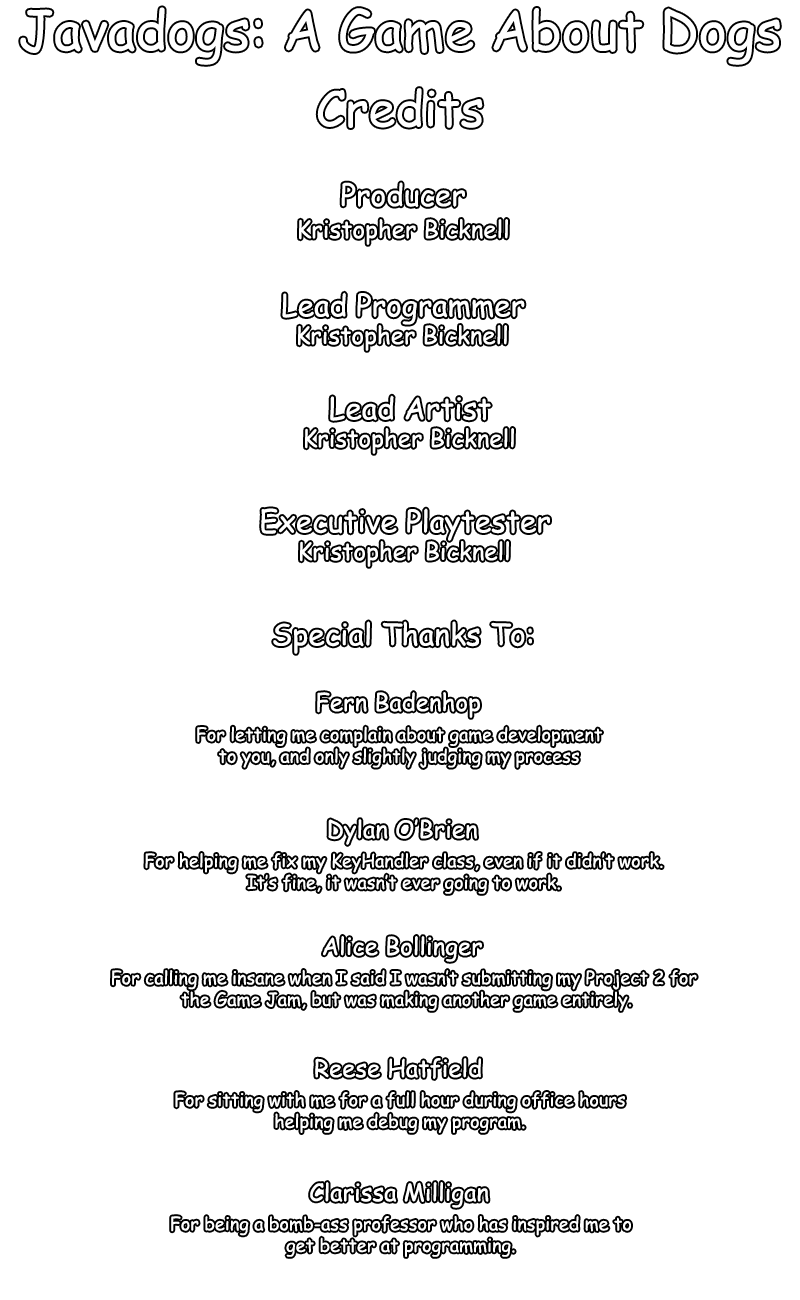 Javadogs: A Game About Dogs
Credits
Producer
Kristopher Bicknell
Lead Programmer
Kristopher Bicknell
Lead Artist
Kristopher Bicknell
Executive Playtester
Kristopher Bicknell
Special Thanks To:
Fern Badenhop
For letting me complain about game development
to you, and only slightly judging my process
Dylan O'Brien
For helping me fix my KeyHandler class, even if it didn't work.
It's fine, it wasn't ever going to work.
Alice Bollinger
For calling me insane when I said I wasn't submitting my Project 2 for
the Game Jam, but was making another game entirely.
Reese Hatfield
For sitting with me for a full hour during office hours
helping me debug my program.
Clarissa Milligan
For being a bomb-ass professor who has inspired me to
get better at programming.